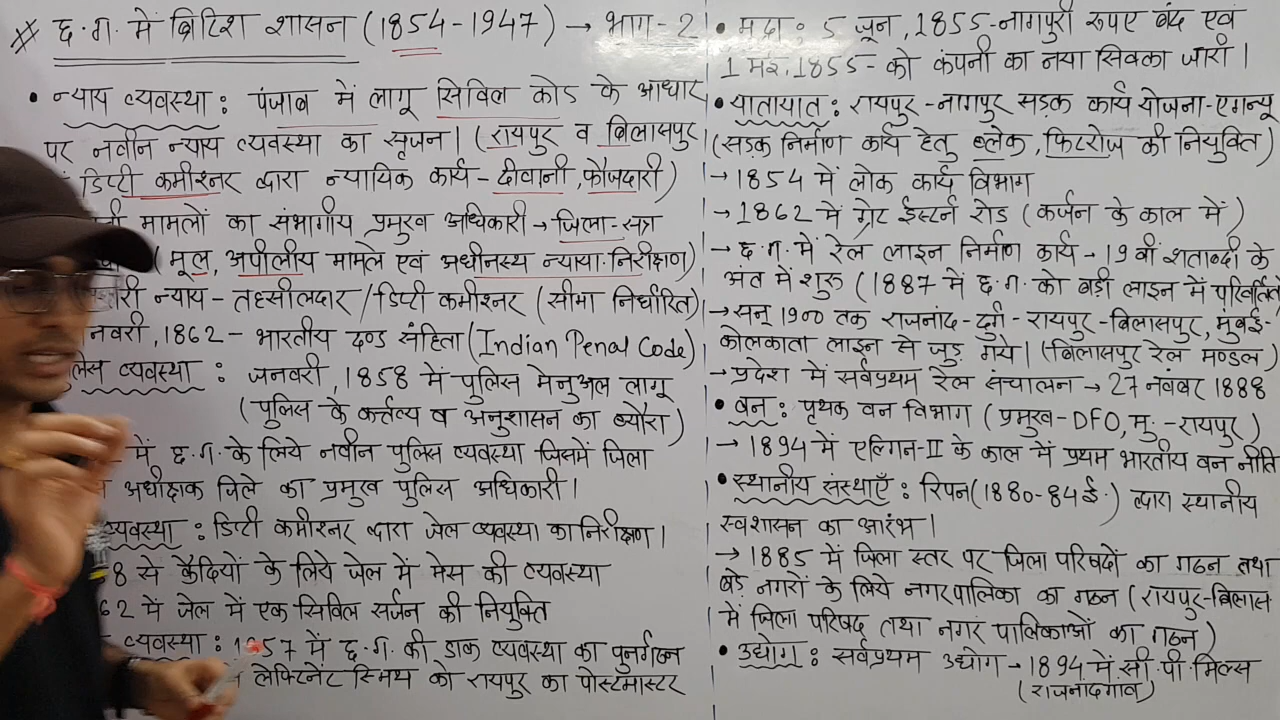 # छ.ग. में ब्रिटिश शासन (1854-1947) → भाग-2
• न्याय व्यवस्था : पंजाब में लागू सिविल कोड के आधार
पर नवीन न्याय व्यवस्था का सृजन। (रायपुर व बिलासपुर
डिप्टी कमीश्नर द्वारा न्यायिक कार्य - दीवानी, फौजदारी)
मामलों का संभागीय प्रमुख अधिकारी → जिला-सत्र
(मूल, अपीलीय मामले एवं अधीनस्थ न्याया. निरीक्षण)
न्याय - तहसीलदार / डिप्टी कमीश्नर (सीमा निर्धारित)
नवरी, 1862 - भारतीय दण्ड संहिता (Indian Penal Code)
लिस व्यवस्था : जनवरी, 1858 में पुलिस मेनुअल लागू
(पुलिस के कर्त्तव्य व अनुशासन का ब्यौरा)
में छ.ग. के लिये नवीन पुलिस व्यवस्था जिसमें जिला
अधीक्षक जिले का प्रमुख पुलिस अधिकारी।
व्यवस्था : डिप्टी कमीश्नर द्वारा जेल व्यवस्था का निरीक्षण।
8 से कैदियों के लिये जेल में मेस की व्यवस्था
62 में जेल में एक सिविल सर्जन की नियुक्ति
व्यवस्था : 1857 में छ.ग. की डाक व्यवस्था का पुनर्गठन
लेफ्टिनेंट स्मिथ को रायपुर का पोस्टमास्टर
• मुद्रा : 5 जून, 1855 - नागपुरी रूपए बंद एवं
1 मई, 1855 - को कंपनी का नया सिक्का जारी।
• यातायात : रायपुर - नागपुर सड़क कार्य योजना - एगन्यू
(सड़क निर्माण कार्य हेतु ब्लेक, फिटरोज की नियुक्ति)
→ 1854 में लोक कार्य विभाग
→ 1862 में ग्रेट ईस्टर्न रोड (कर्जन के काल में)
→ छ.ग. में रेल लाइन निर्माण कार्य - 19 वीं शताब्दी के
अंत में शुरू (1887 में छ.ग. को बड़ी लाइन में परिवर्तित
→ सन् 1900 तक राजनांद - दुर्ग - रायपुर - बिलासपुर, मुंबई -
कोलकाता लाइन से जुड़ गये। (बिलासपुर रेल मण्डल)
→ प्रदेश में सर्वप्रथम रेल संचालन → 27 नवंबर 1888
• वन : पृथक वन विभाग (प्रमुख - DFO, मु. - रायपुर)
→ 1894 में एल्गिन-II के काल में प्रथम भारतीय वन नीति
• स्थानीय संस्थाएँ : रिपन (1880-84 ई.) द्वारा स्थानीय
स्वशासन का आरंभ।
→ 1885 में जिला स्तर पर जिला परिषदों का गठन तथा
बड़े नगरों के लिये नगरपालिका का गठन (रायपुर-बिलास
में जिला परिषद तथा नगर पालिकाओं का गठन)
• उद्योग : सर्वप्रथम उद्योग → 1894 में सी.पी मिल्स
(राजनांदगांव)